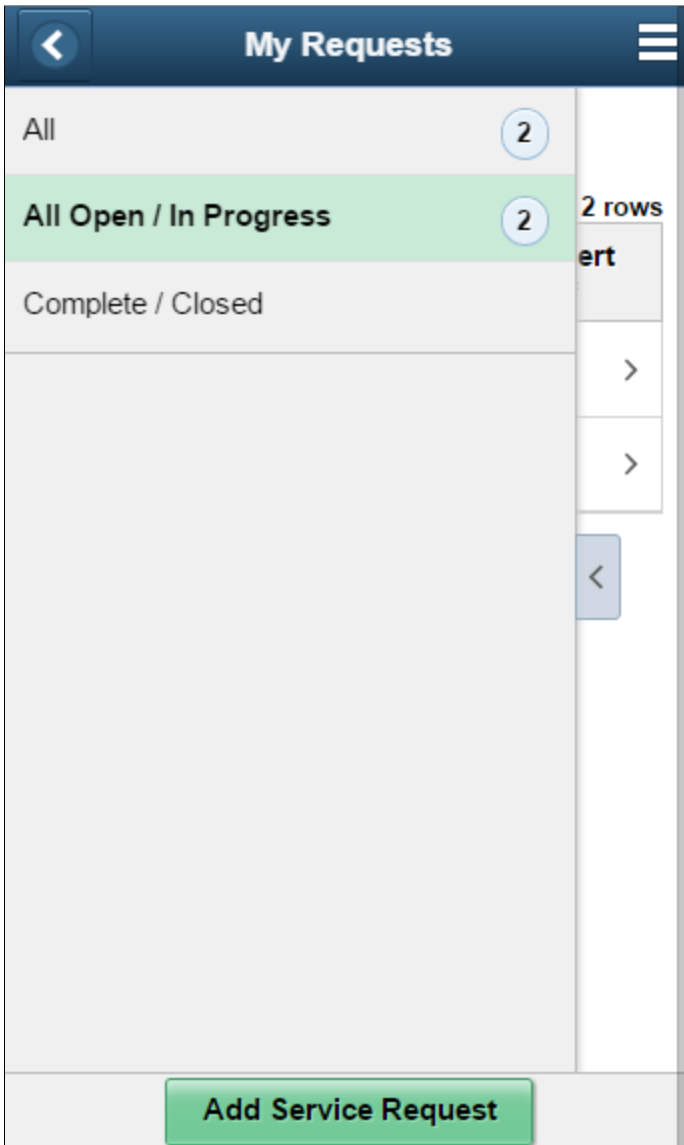 My Requests
All 2
All Open / In Progress 2
2 rows
ert
Complete / Closed
Add Service Request